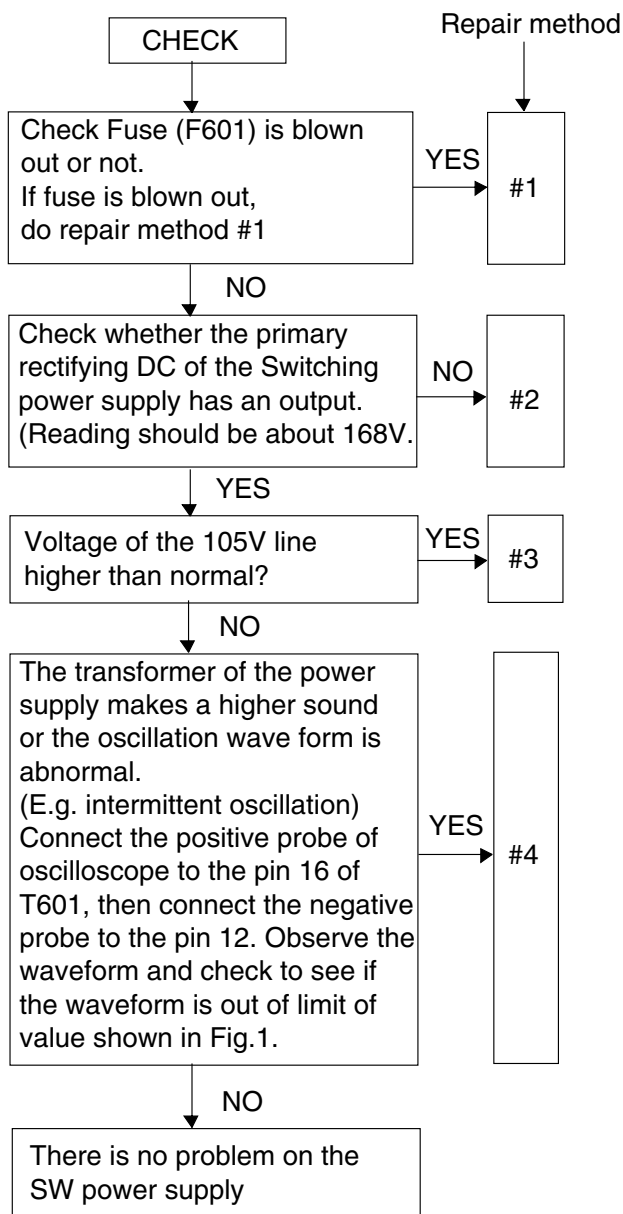 Repair method
CHECK
Check Fuse (F601) is blown
out or not.
If fuse is blown out,
do repair method #1
YES
#1
NO
Check whether the primary
rectifying DC of the Switching
power supply has an output.
(Reading should be about 168V.
NO
#2
YES
Voltage of the 105V line
higher than normal?
YES
#3
NO
The transformer of the power
supply makes a higher sound
or the oscillation wave form is
abnormal.
(E.g. intermittent oscillation)
Connect the positive probe of
oscilloscope to the pin 16 of
T601, then connect the negative
probe to the pin 12. Observe the
waveform and check to see if
the waveform is out of limit of
value shown in Fig.1.
YES
#4
NO
There is no problem on the
SW power supply